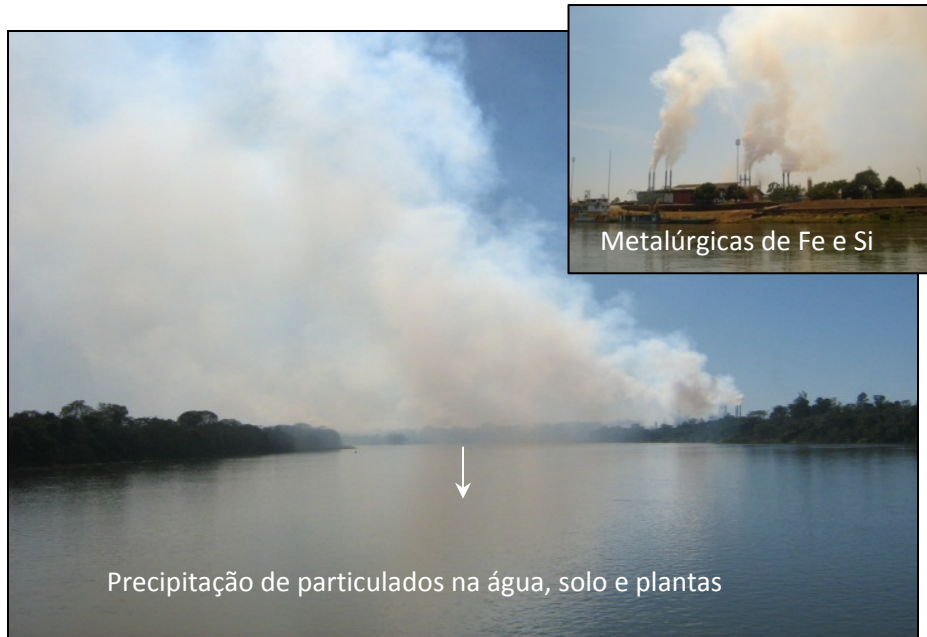 Metalúrgicas de Fe e Si
Precipitação de particulados na água, solo e plantas